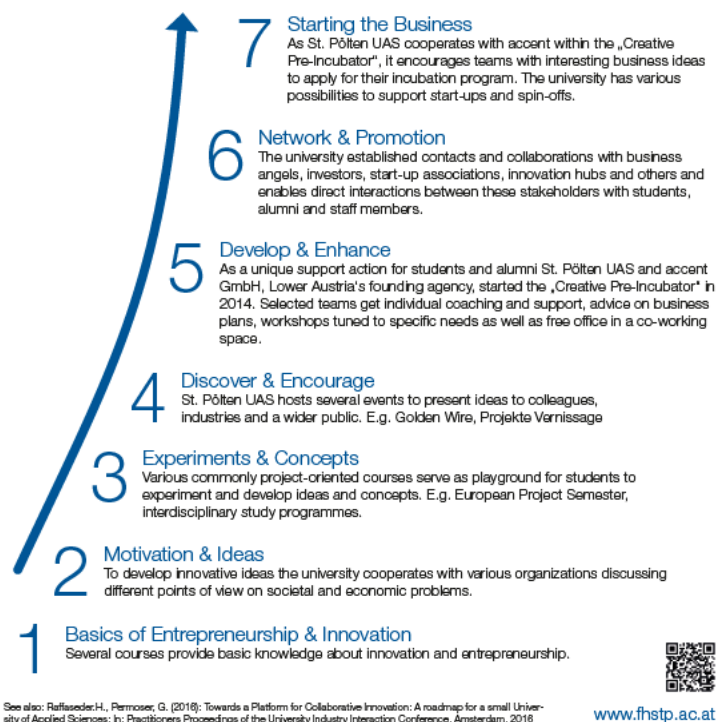 7
Starting the Business
As St. Pölten UAS cooperates with accent within the „Creative
Pre-Incubator“, it encourages teams with interesting business ideas
to apply for their incubation program. The university has various
possibilities to support start-ups and spin-offs.
6
Network & Promotion
The university established contacts and collaborations with business
angels, investors, start-up associations, innovation hubs and others and
enables direct interactions between these stakeholders with students,
alumni and staff members.
5
Develop & Enhance
As a unique support action for students and alumni St. Pölten UAS and accent
GmbH, Lower Austria's founding agency, started the „Creative Pre-Incubator“ in
2014. Selected teams get individual coaching and support, advice on business
plans, workshops tuned to specific needs as well as free office in a co-working
space.
4
Discover & Encourage
St. Pölten UAS hosts several events to present ideas to colleagues,
industries and a wider public. E.g. Golden Wire, Projekte Vernissage
3
Experiments & Concepts
Various commonly project-oriented courses serve as playground for students to
experiment and develop ideas and concepts. E.g. European Project Semester,
interdisciplinary study programmes.
2
Motivation & Ideas
To develop innovative ideas the university cooperates with various organizations discussing
different points of view on societal and economic problems.
1
Basics of Entrepreneurship & Innovation
Several courses provide basic knowledge about innovation and entrepreneurship.
See also: Raffaseder.H., Permoser, G. (2016): Towards a Platform for Collaborative Innovation: A roadmap for a small Univer-
sity of Applied Sciences; In: Practitioners Proceedings of the University Industry Interaction Conference, Amsterdam, 2016
www.fhstp.ac.at